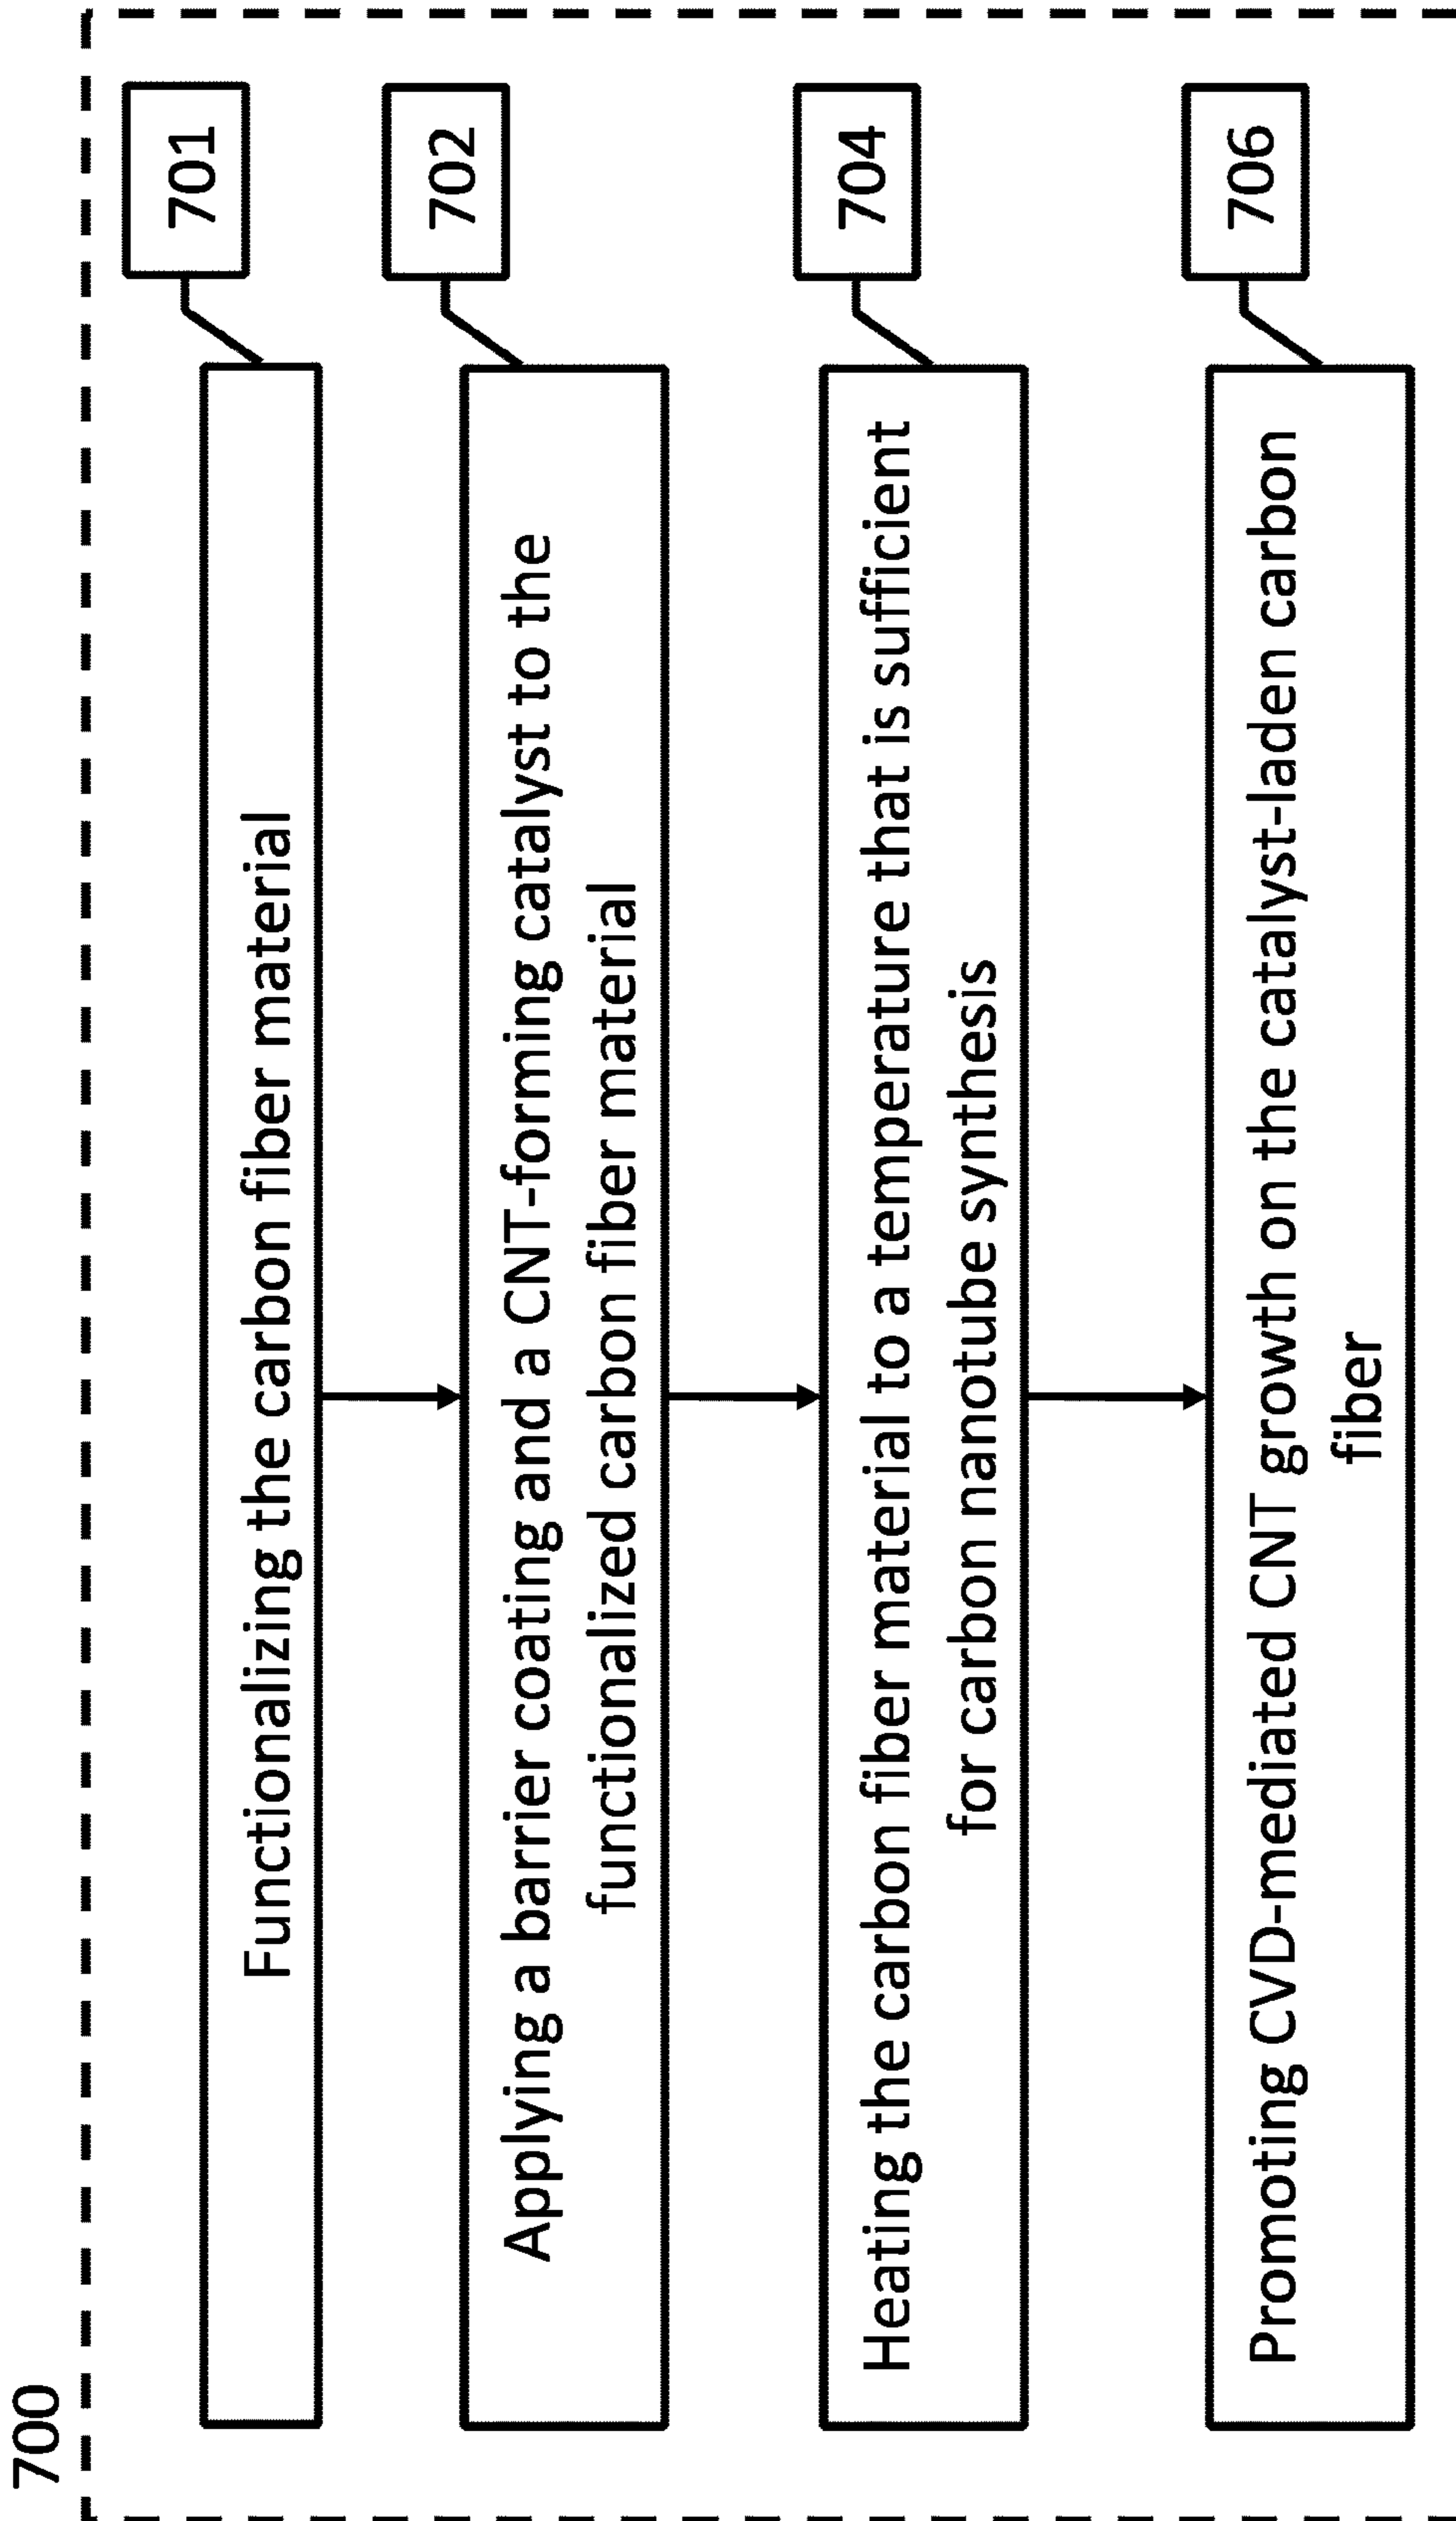 700
Functionalizing the carbon fiber material
701
Applying a barrier coating and a CNT-forming catalyst to the
functionalized carbon fiber material
702
Heating the carbon fiber material to a temperature that is sufficient
for carbon nanotube synthesis
704
Promoting CVD-mediated CNT growth on the catalyst-laden carbon
fiber
706